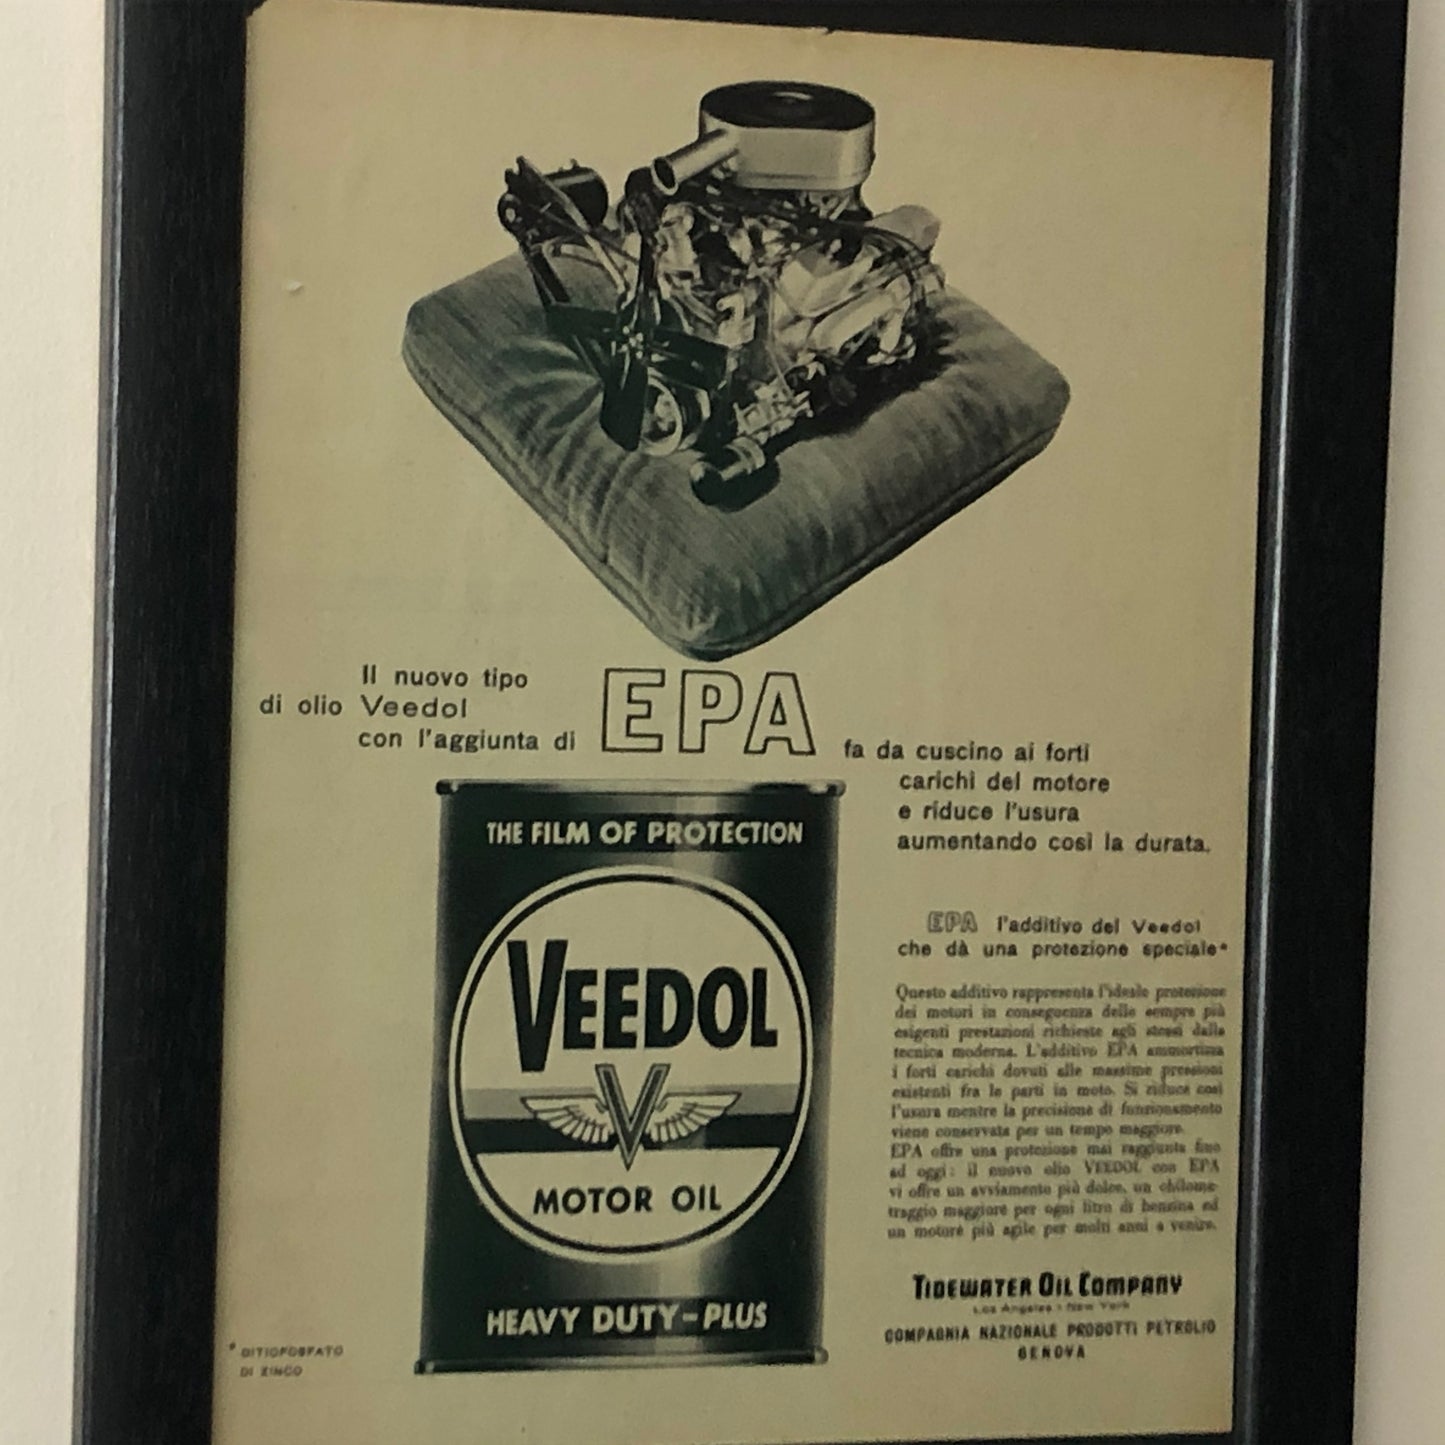 Il nuovo tipo
di olio Veedol
con l'aggiunta di EPA fa da cuscino ai forti
carichi del motore
e riduce l'usura
aumentando così la durata.
THE FILM OF PROTECTION
VEEDOL
V
MOTOR OIL
HEAVY DUTY-PLUS
EPA l'additivo del Veedol
che dà una protezione speciale*
Questo additivo rappresenta l'ideale protezione
dei motori in conseguenza delle sempre più
esigenti prestazioni richieste agli stessi dalla
tecnica moderna. L'additivo EPA ammortizza
i forti carichi dovuti alle massime pressioni
esistenti fra le parti in moto. Si riduce così
l'usura mentre la precisione di funzionamento
viene conservata per un tempo maggiore.
EPA offre una protezione mai raggiunta fino
ad oggi: il nuovo olio VEEDOL con EPA
vi offre un avviamento più dolce, un chilome-
traggio maggiore per ogni litro di benzina ed
un motore più agile per molti anni a venire.
TIDEWATER OIL COMPANY
Los Angeles - New York
COMPAGNIA NAZIONALE PRODOTTI PETROLIO
GENOVA
* DITIOFOSFATO
DI ZINCO